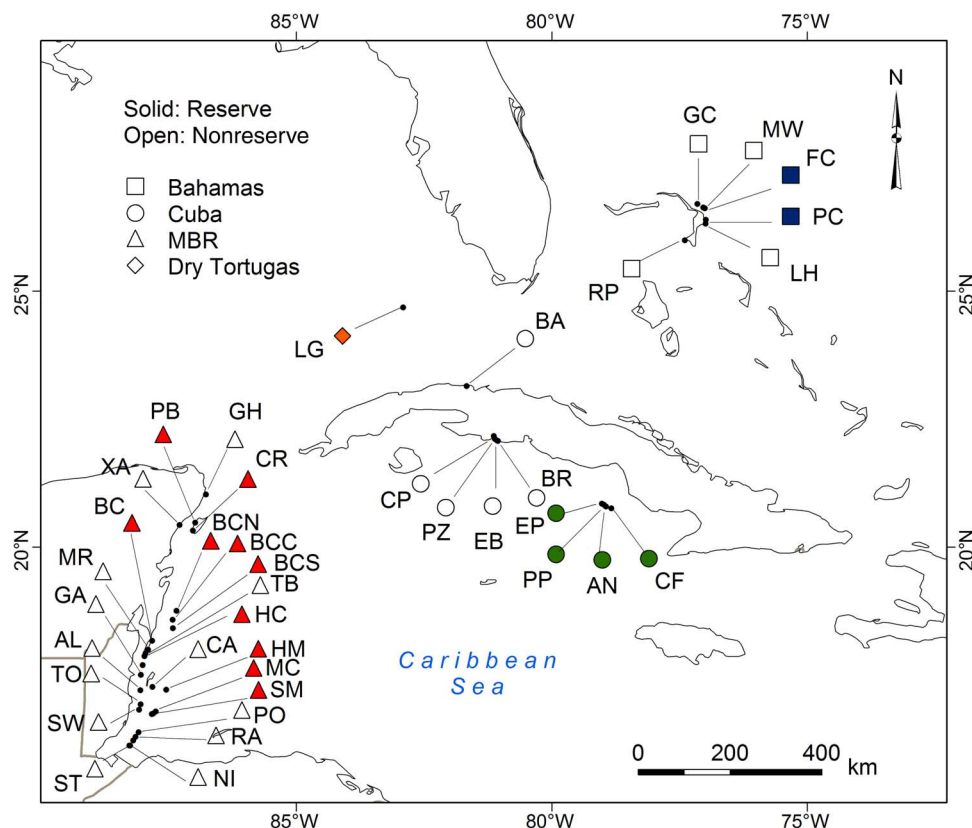 85°W 80°W 75°W
N
Solid: Reserve
Open: Nonreserve
Bahamas
Cuba
MBR
Dry Tortugas
GC
MW
FC
PC
LH
RP
25°N
25°N
BA
LG
PB
GH
XA
CR
BC
BCN
BCC
BCS
MR
TB
GA
HC
AL
CA
HM
TO
MC
SM
SW
PO
RA
ST
NI
CP
PZ
EB
EP
BR
PP
AN
CF
20°N
20°N
Caribbean
Sea
0 200 400
km
85°W 80°W 75°W